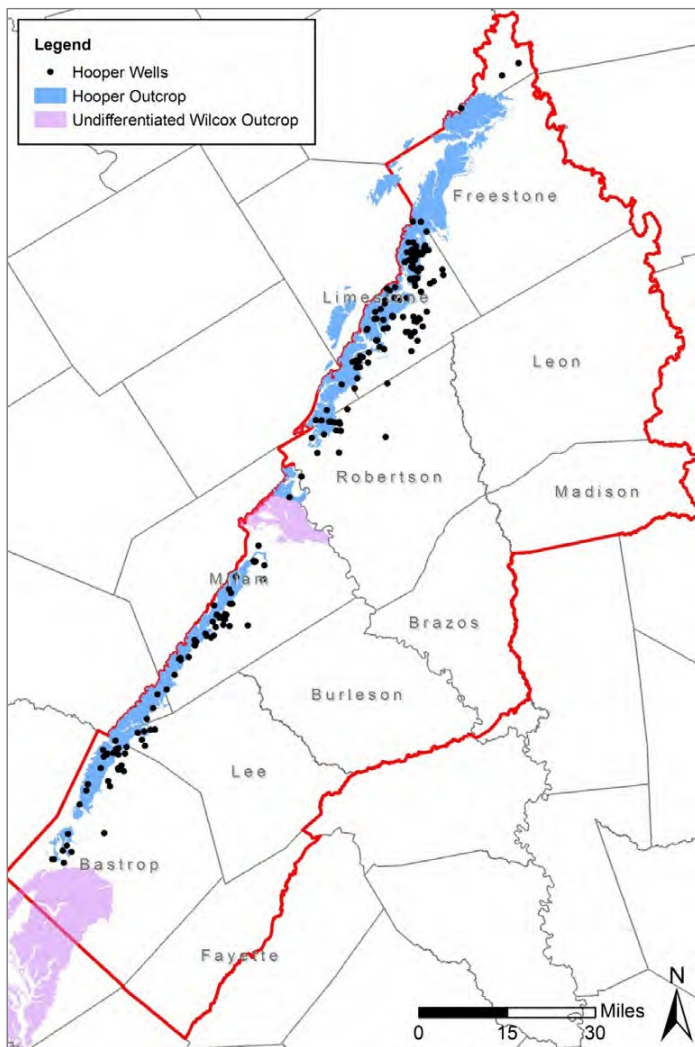 Legend
Hooper Wells
Hooper Outcrop
Undifferentiated Wilcox Outcrop
Freestone
Limestone
Leon
Robertson
Madison
Milam
Brazos
Burleson
Lee
Bastrop
Fayette
N
Miles
0 15 30